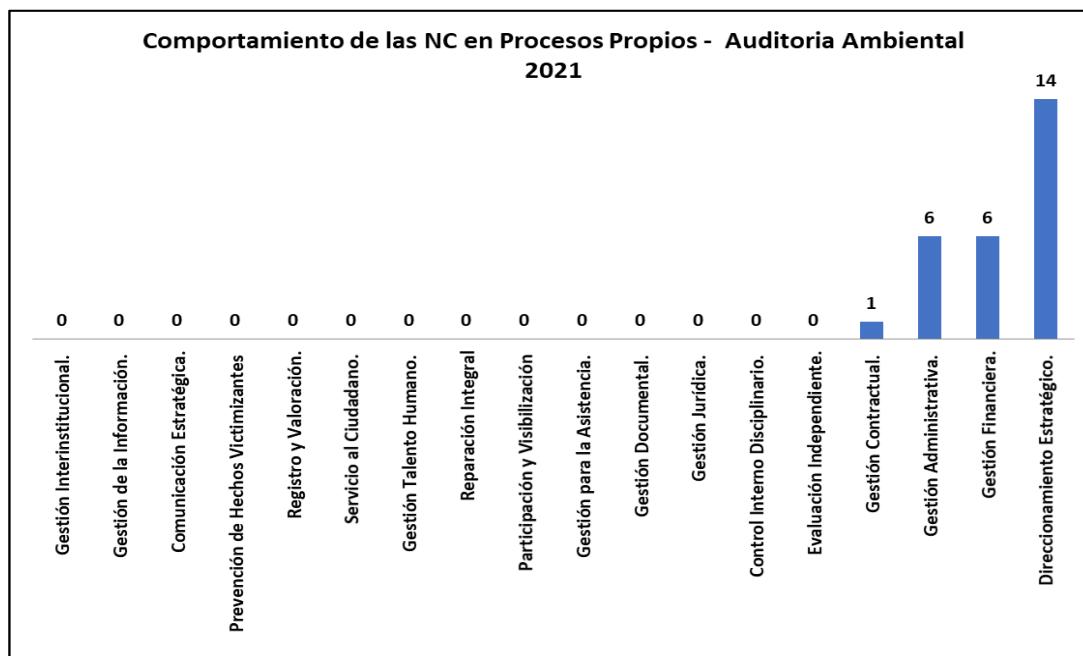 Comportamiento de las NC en Procesos Propios - Auditoria Ambiental
2021
0
0
0
0
0
0
0
0
0
0
0
0
0
0
1
6
6
14
Gestión Interinstitucional.
Gestión de la Información.
Comunicación Estratégica.
Prevención de Hechos Victimizantes
Registro y Valoración.
Servicio al Ciudadano.
Gestión Talento Humano.
Reparación Integral
Participación y Visibilización
Gestión para la Asistencia.
Gestión Documental.
Gestión Jurídica.
Control Interno Disciplinario.
Evaluación Independiente.
Gestión Contractual.
Gestión Administrativa.
Gestión Financiera.
Direccionamiento Estratégico.